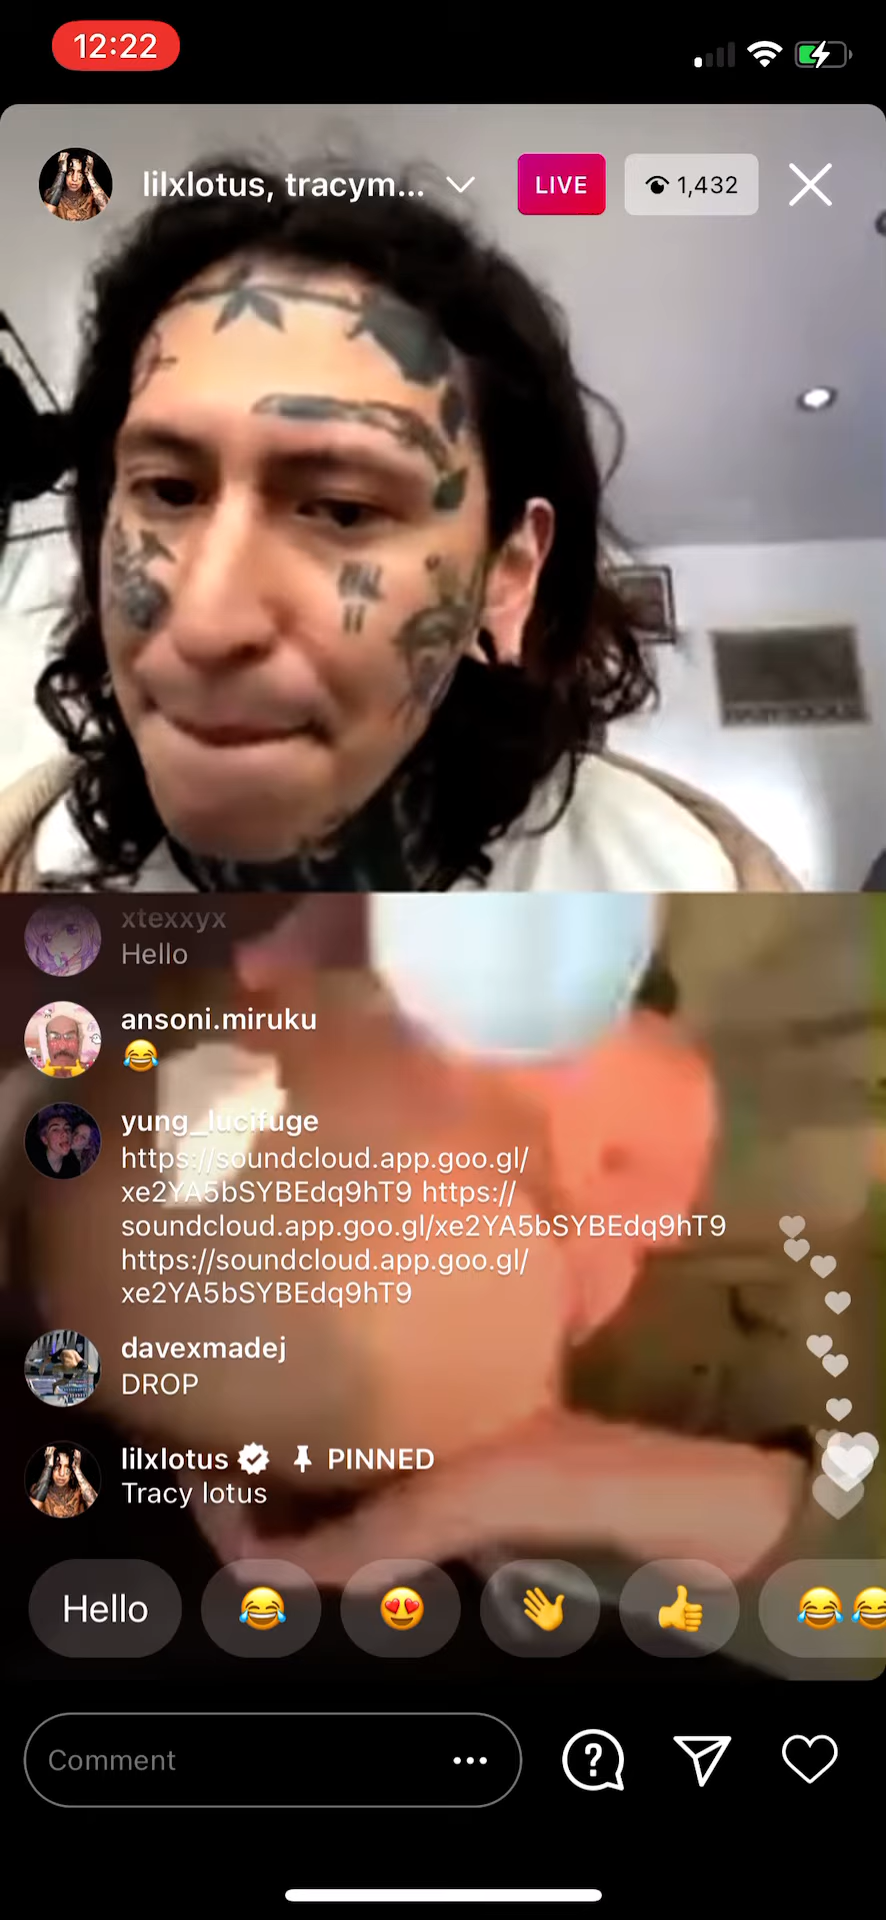 12:22
lilxlotus, tracym...
LIVE
1,432
xtexxyx
Hello
ansoni.miruku
😂
yung_lucifuge
https://soundcloud.app.goo.gl/
xe2YA5bSYBEdq9hT9 https://
soundcloud.app.goo.gl/xe2YA5bSYBEdq9hT9
https://soundcloud.app.goo.gl/
xe2YA5bSYBEdq9hT9
davexmadej
DROP
lilxlotus PINNED
Tracy lotus
Hello 😂 😍 👋 👍 😂😂
Comment